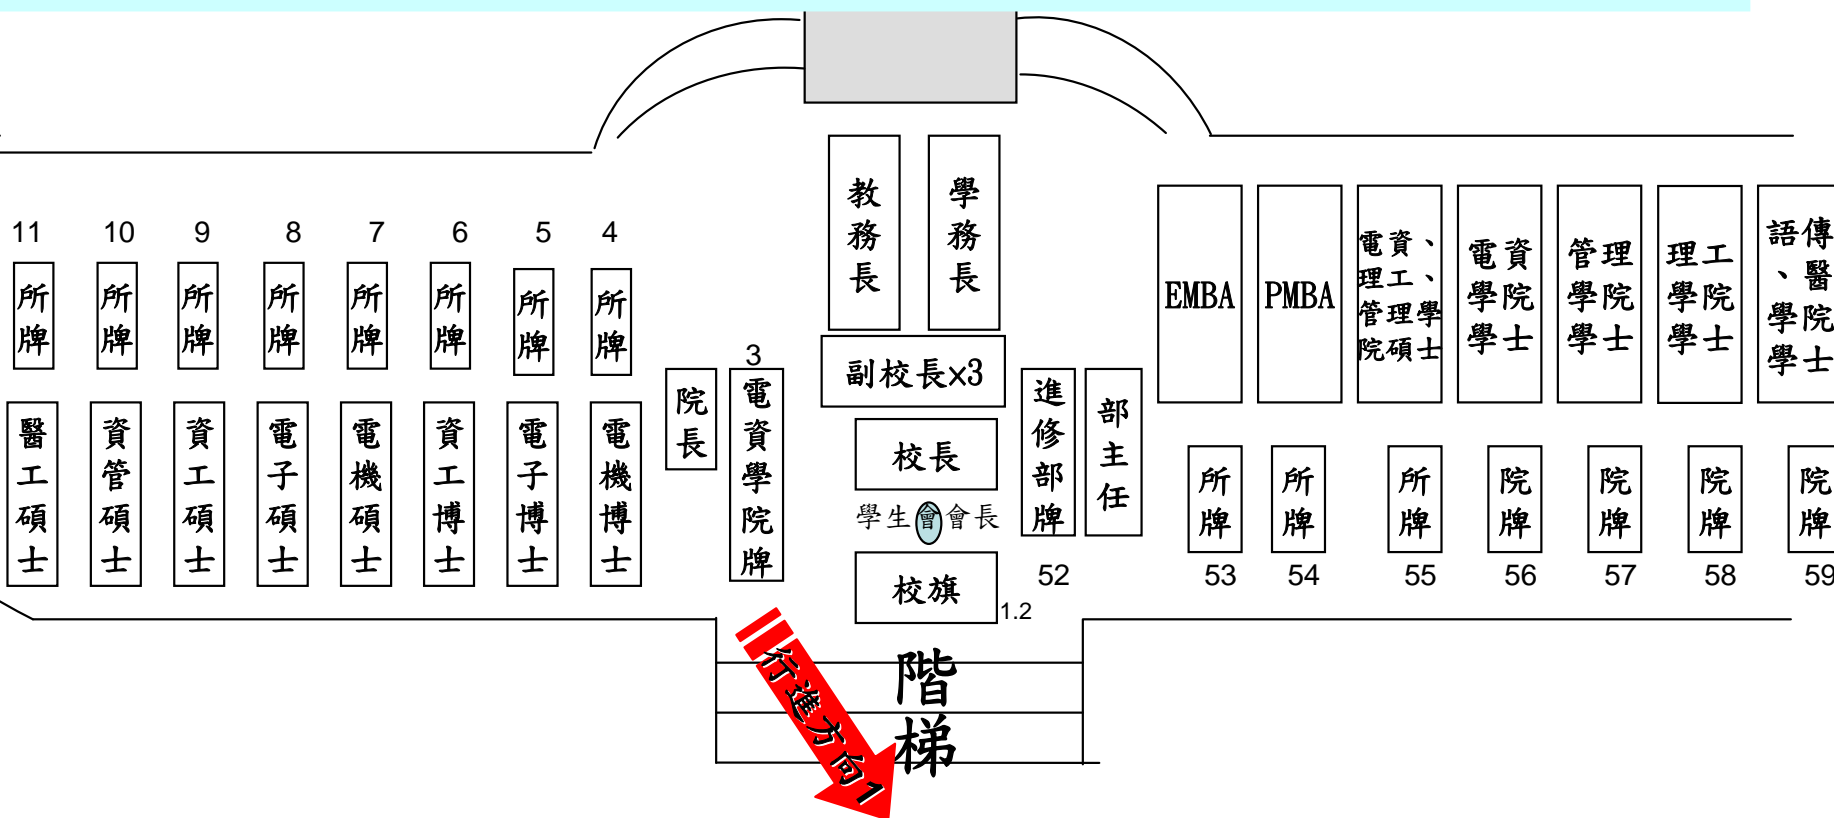 11 10 9 8 7 6 5 4
所牌 所牌 所牌 所牌 所牌 所牌 所牌 所牌
醫工碩士
資管碩士
資工碩士
電子碩士
電機碩士
資工博士
電子博士
電機博士
院長
3
電資學院牌
教務長
學務長
副校長×3
校長
學生會會長
校旗
1.2
進修部牌
52
部主任
EMBA
PMBA
電資、
理工、
管理學
院碩士
電資
學院
學士
管理
學院
學士
理工
學院
學士
語傳
、醫
學院
學士
所牌 所牌 所牌 院牌 院牌 院牌 院牌
53 54 55 56 57 58 59
階梯
行進方向1